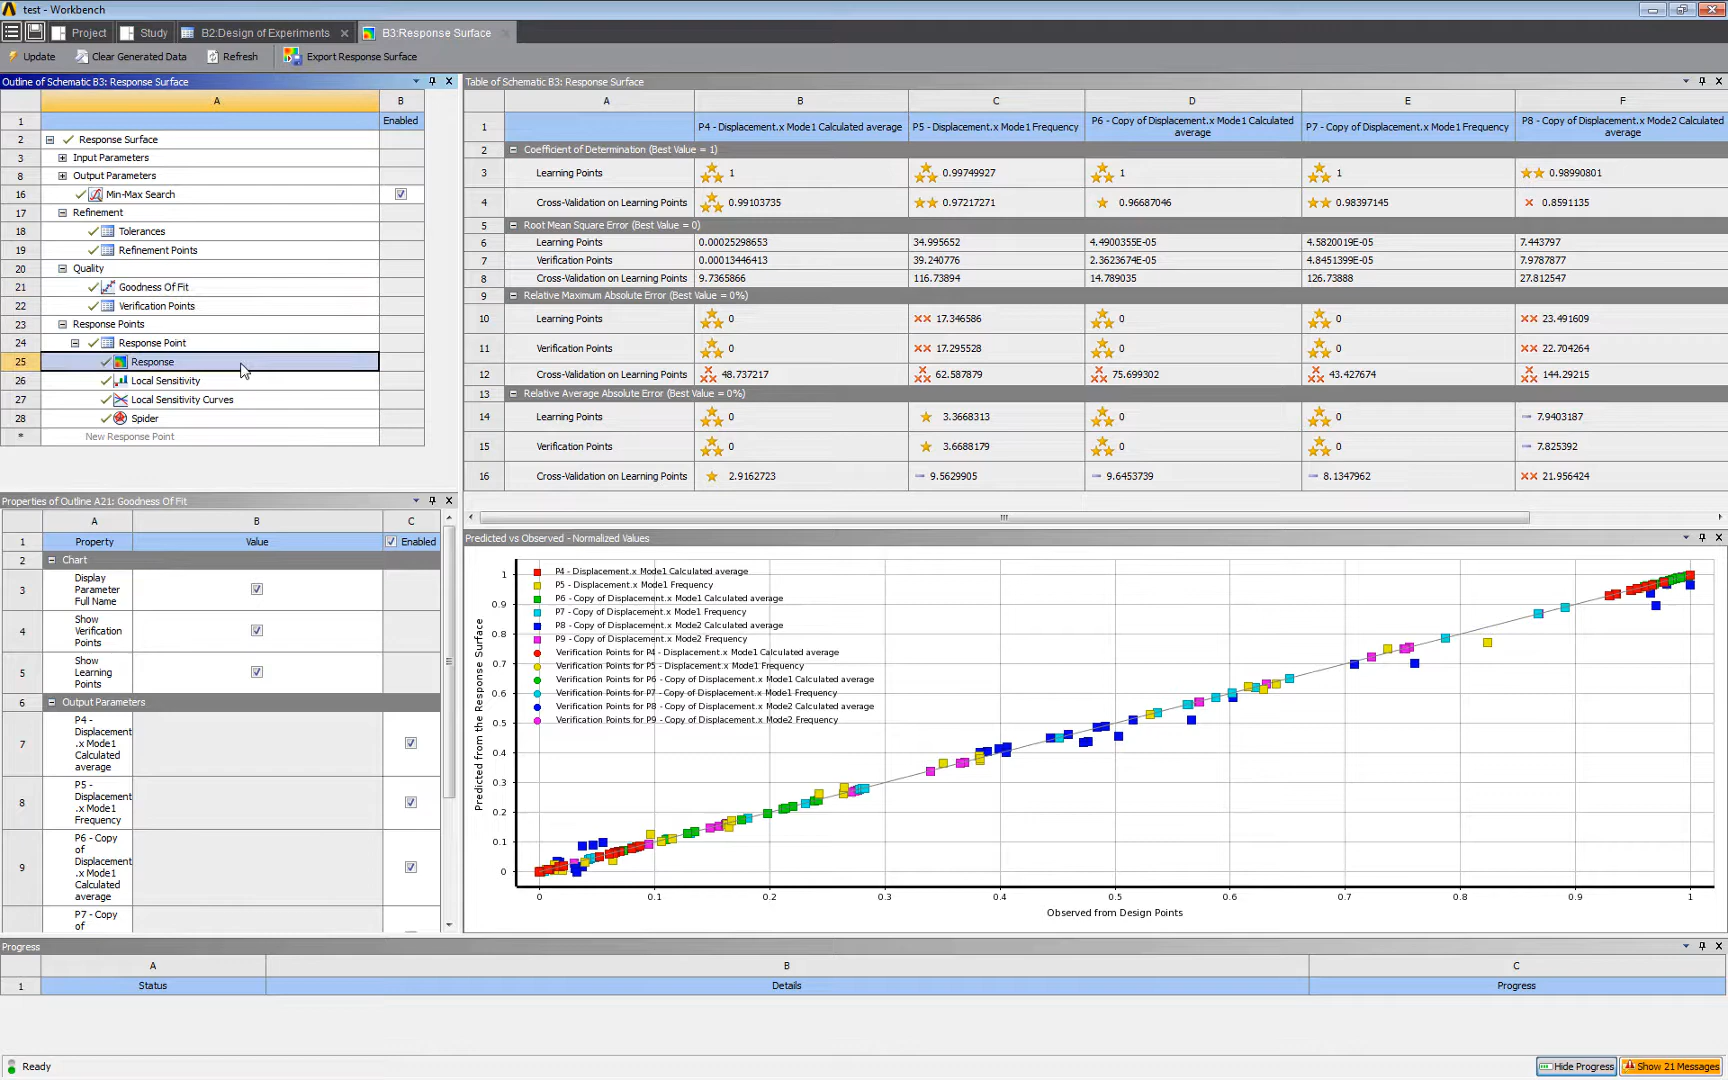 test - Workbench
Project
Study
B2:Design of Experiments
B3:Response Surface
Update
Clear Generated Data
Refresh
Export Response Surface
Outline of Schematic B3: Response Surface
A
B
1
Enabled
2
Response Surface
3
Input Parameters
8
Output Parameters
16
Min-Max Search
17
Refinement
18
Tolerances
19
Refinement Points
20
Quality
21
Goodness Of Fit
22
Verification Points
23
Response Points
24
Response Point
25
Response
26
Local Sensitivity
27
Local Sensitivity Curves
28
Spider
*
New Response Point
Properties of Outline A21: Goodness Of Fit
A
B
C
1
Property
Value
Enabled
2
Chart
3
Display
Parameter
Full Name
4
Show
Verification
Points
5
Show
Learning
Points
6
Output Parameters
7
P4 -
Displacement
.x Mode1
Calculated
average
8
P5 -
Displacement
.x Mode1
Frequency
9
P6 - Copy
of
Displacement
.x Mode1
Calculated
average
P7 - Copy
of
Table of Schematic B3: Response Surface
A
B
C
D
E
F
1
P4 - Displacement.x Mode1 Calculated average
P5 - Displacement.x Mode1 Frequency
P6 - Copy of Displacement.x Mode1 Calculated
average
P7 - Copy of Displacement.x Mode1 Frequency
P8 - Copy of Displacement.x Mode2 Calculated
average
2
Coefficient of Determination (Best Value = 1)
3
Learning Points
1
0.99749927
1
1
0.98990801
4
Cross-Validation on Learning Points
0.99103735
0.97217271
0.96687046
0.98397145
0.8591135
5
Root Mean Square Error (Best Value = 0)
6
Learning Points
0.00025298653
34.995652
4.4900355E-05
4.5820019E-05
7.443797
7
Verification Points
0.00013446413
39.240776
2.3623674E-05
4.8451399E-05
7.9787877
8
Cross-Validation on Learning Points
9.7365866
116.73894
14.789035
126.73888
27.812547
9
Relative Maximum Absolute Error (Best Value = 0%)
10
Learning Points
0
17.346586
0
0
23.491609
11
Verification Points
0
17.295528
0
0
22.704264
12
Cross-Validation on Learning Points
48.737217
62.587879
75.699302
43.427674
144.29215
13
Relative Average Absolute Error (Best Value = 0%)
14
Learning Points
0
3.3668313
0
0
7.9403187
15
Verification Points
0
3.6688179
0
0
7.825392
16
Cross-Validation on Learning Points
2.9162723
9.5629905
9.6453739
8.1347962
21.956424
Predicted vs Observed - Normalized Values
P4 - Displacement.x Mode1 Calculated average
P5 - Displacement.x Mode1 Frequency
P6 - Copy of Displacement.x Mode1 Calculated average
P7 - Copy of Displacement.x Mode1 Frequency
P8 - Copy of Displacement.x Mode2 Calculated average
P9 - Copy of Displacement.x Mode2 Frequency
Verification Points for P4 - Displacement.x Mode1 Calculated average
Verification Points for P5 - Displacement.x Mode1 Frequency
Verification Points for P6 - Copy of Displacement.x Mode1 Calculated average
Verification Points for P7 - Copy of Displacement.x Mode1 Frequency
Verification Points for P8 - Copy of Displacement.x Mode2 Calculated average
Verification Points for P9 - Copy of Displacement.x Mode2 Frequency
Predicted from the Response Surface
1
0.9
0.8
0.7
0.6
0.5
0.4
0.3
0.2
0.1
0
0
0.1
0.2
0.3
0.4
0.5
0.6
0.7
0.8
0.9
1
Observed from Design Points
Progress
A
B
C
1
Status
Details
Progress
Ready
Hide Progress
Show 21 Messages